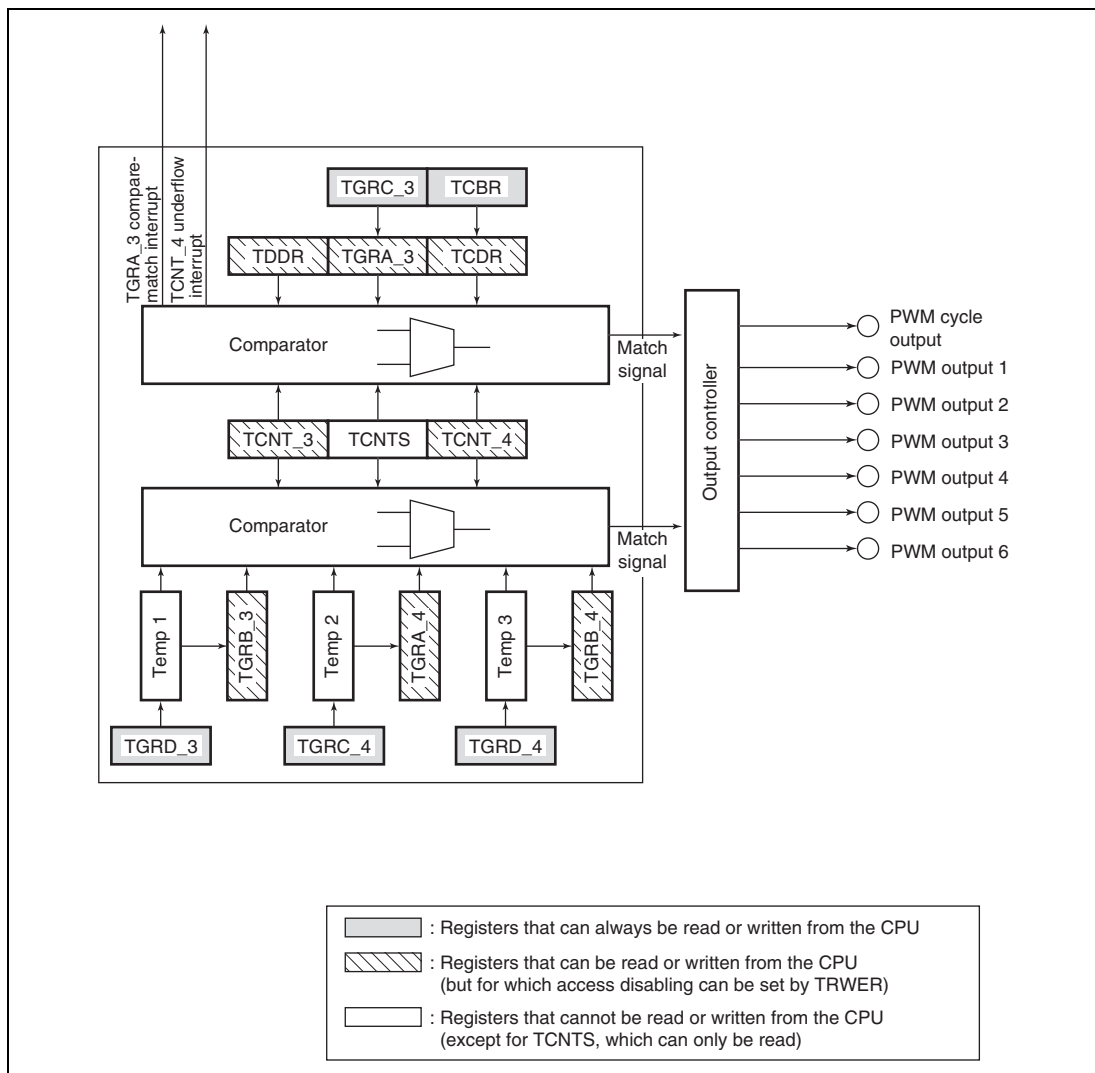 TGRA_3 compare-
match interrupt
TCNT_4 underflow
interrupt
TGRC_3
TCBR
TDDR
TGRA_3
TCDR
Comparator
Match
signal
TCNT_3
TCNTS
TCNT_4
Comparator
Match
signal
Output controller
PWM cycle
output
PWM output 1
PWM output 2
PWM output 3
PWM output 4
PWM output 5
PWM output 6
Temp 1
TGRB_3
Temp 2
TGRA_4
Temp 3
TGRB_4
TGRD_3
TGRC_4
TGRD_4
: Registers that can always be read or written from the CPU
: Registers that can be read or written from the CPU
(but for which access disabling can be set by TRWER)
: Registers that cannot be read or written from the CPU
(except for TCNTS, which can only be read)